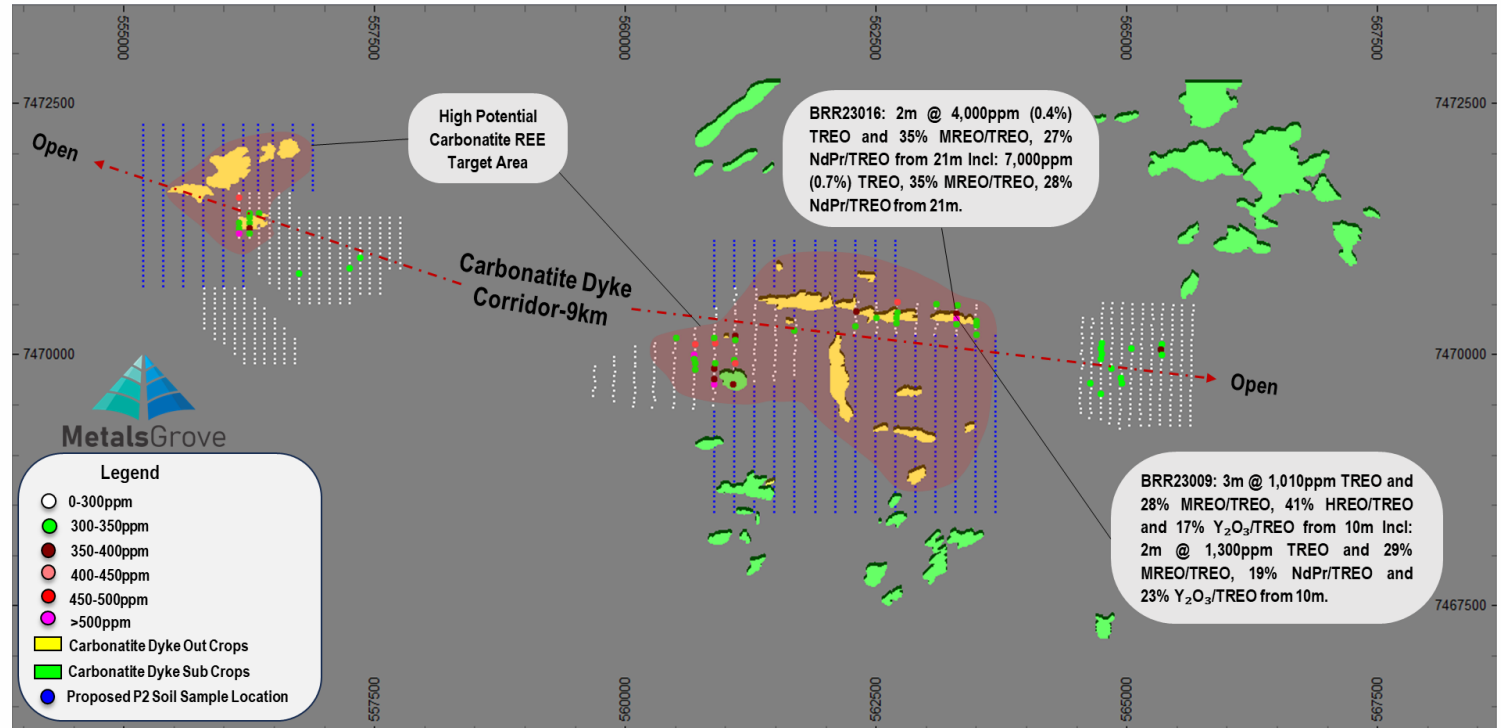 555000
557500
560000
562500
565000
567500
7472500
7472500
Open
High Potential
Carbonatite REE
Target Area
BRR23016: 2m @ 4,000ppm (0.4%)
TREO and 35% MREO/TREO, 27%
NdPr/TREO from 21m Incl: 7,000ppm
(0.7%) TREO, 35% MREO/TREO, 28%
NdPr/TREO from 21m.
Carbonatite Dyke
Corridor-9km
7470000
7470000
Open
MetalsGrove
Legend
0-300ppm
300-350ppm
350-400ppm
400-450ppm
450-500ppm
>500ppm
Carbonatite Dyke Out Crops
Carbonatite Dyke Sub Crops
Proposed P2 Soil Sample Location
BRR23009: 3m @ 1,010ppm TREO and
28% MREO/TREO, 41% HREO/TREO
and 17% Y₂O₃/TREO from 10m Incl:
2m @ 1,300ppm TREO and 29%
MREO/TREO, 19% NdPr/TREO and
23% Y₂O₃/TREO from 10m.
7467500
557500
560000
562500
565000
567500